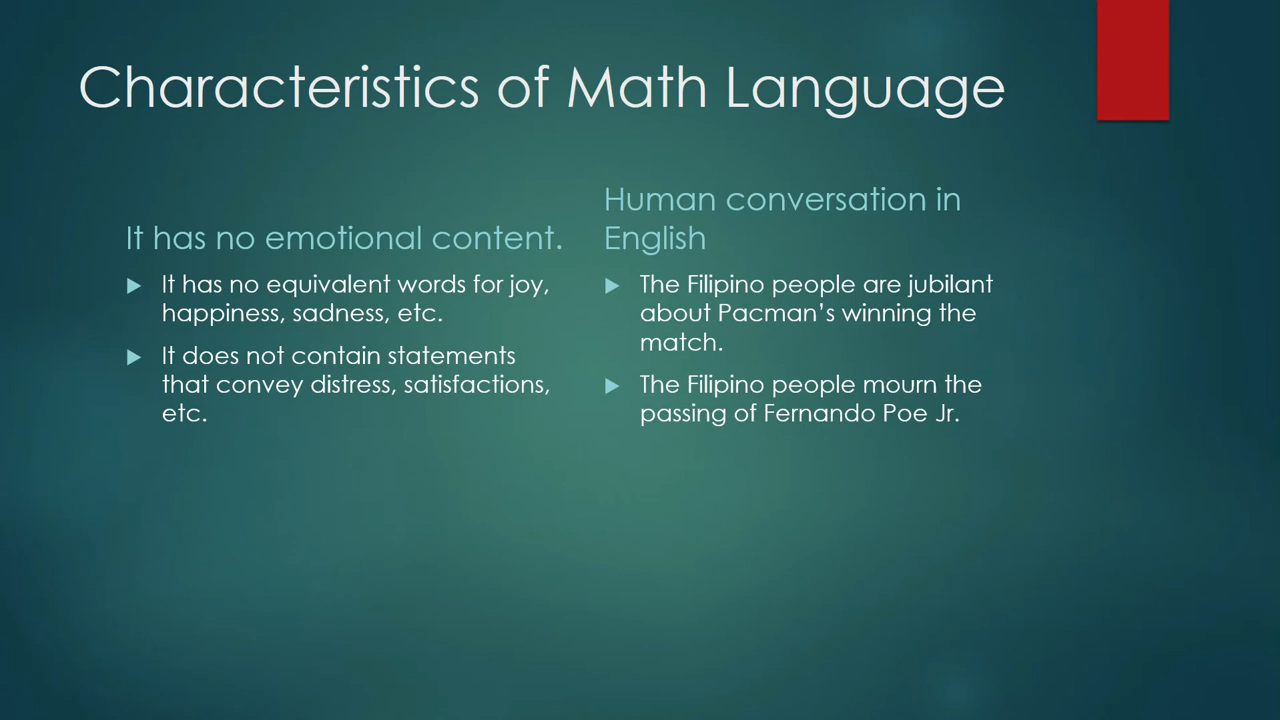 Characteristics of Math Language
It has no emotional content.
It has no equivalent words for joy,
happiness, sadness, etc.
It does not contain statements
that convey distress, satisfactions,
etc.
Human conversation in
English
The Filipino people are jubilant
about Pacman’s winning the
match.
The Filipino people mourn the
passing of Fernando Poe Jr.